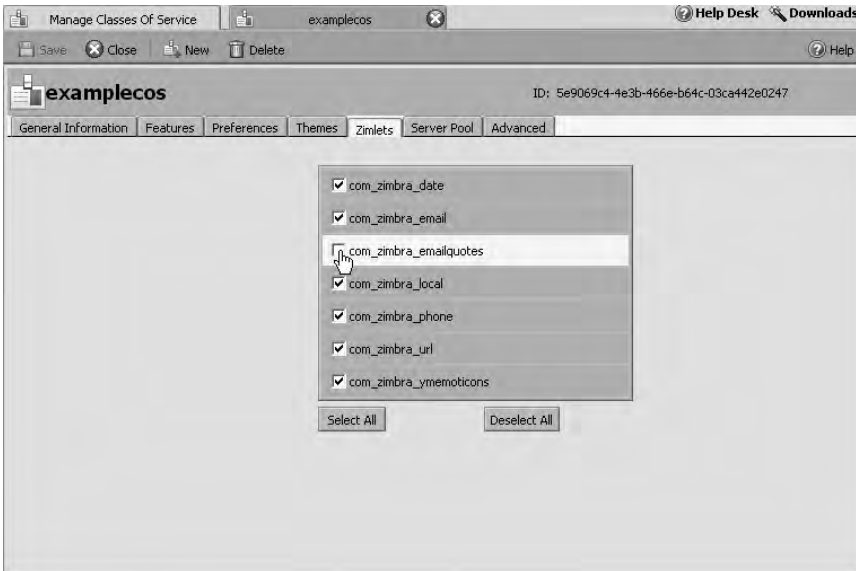 Manage Classes Of Service examplecos Help Desk Downloads
Save Close New Delete Help
examplecos ID: 5e9069c4-4e3b-466e-b64c-03ca442e0247
General Information Features Preferences Themes Zimlets Server Pool Advanced
com_zimbra_date
com_zimbra_email
com_zimbra_emailquotes
com_zimbra_local
com_zimbra_phone
com_zimbra_url
com_zimbra_ymemoticons
Select All Deselect All